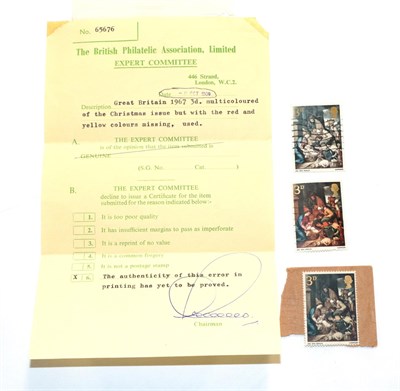 No. 65676
The British Philatelic Association, Limited
EXPERT COMMITTEE
446 Strand,
London, W.C.2.
Description Great Britain 1967 3d. multicoloured
of the Christmas issue but with the red and
yellow colours missing, used.
A. THE EXPERT COMMITTEE
is of the opinion that the item submitted is
GENUINE
(S.G. No. Cat. )
B. THE EXPERT COMMITTEE
decline to issue a Certificate for the item
submitted for the reason indicated below:-
1. It is too poor quality
2. It has insufficient margins to pass as imperforate
3. It is a reprint of no value
4. It is a common forgery
5. It is not a postage stamp
X 6. The authenticity of this error in
printing has yet to be proved.
Chairman
3D
3D
3D